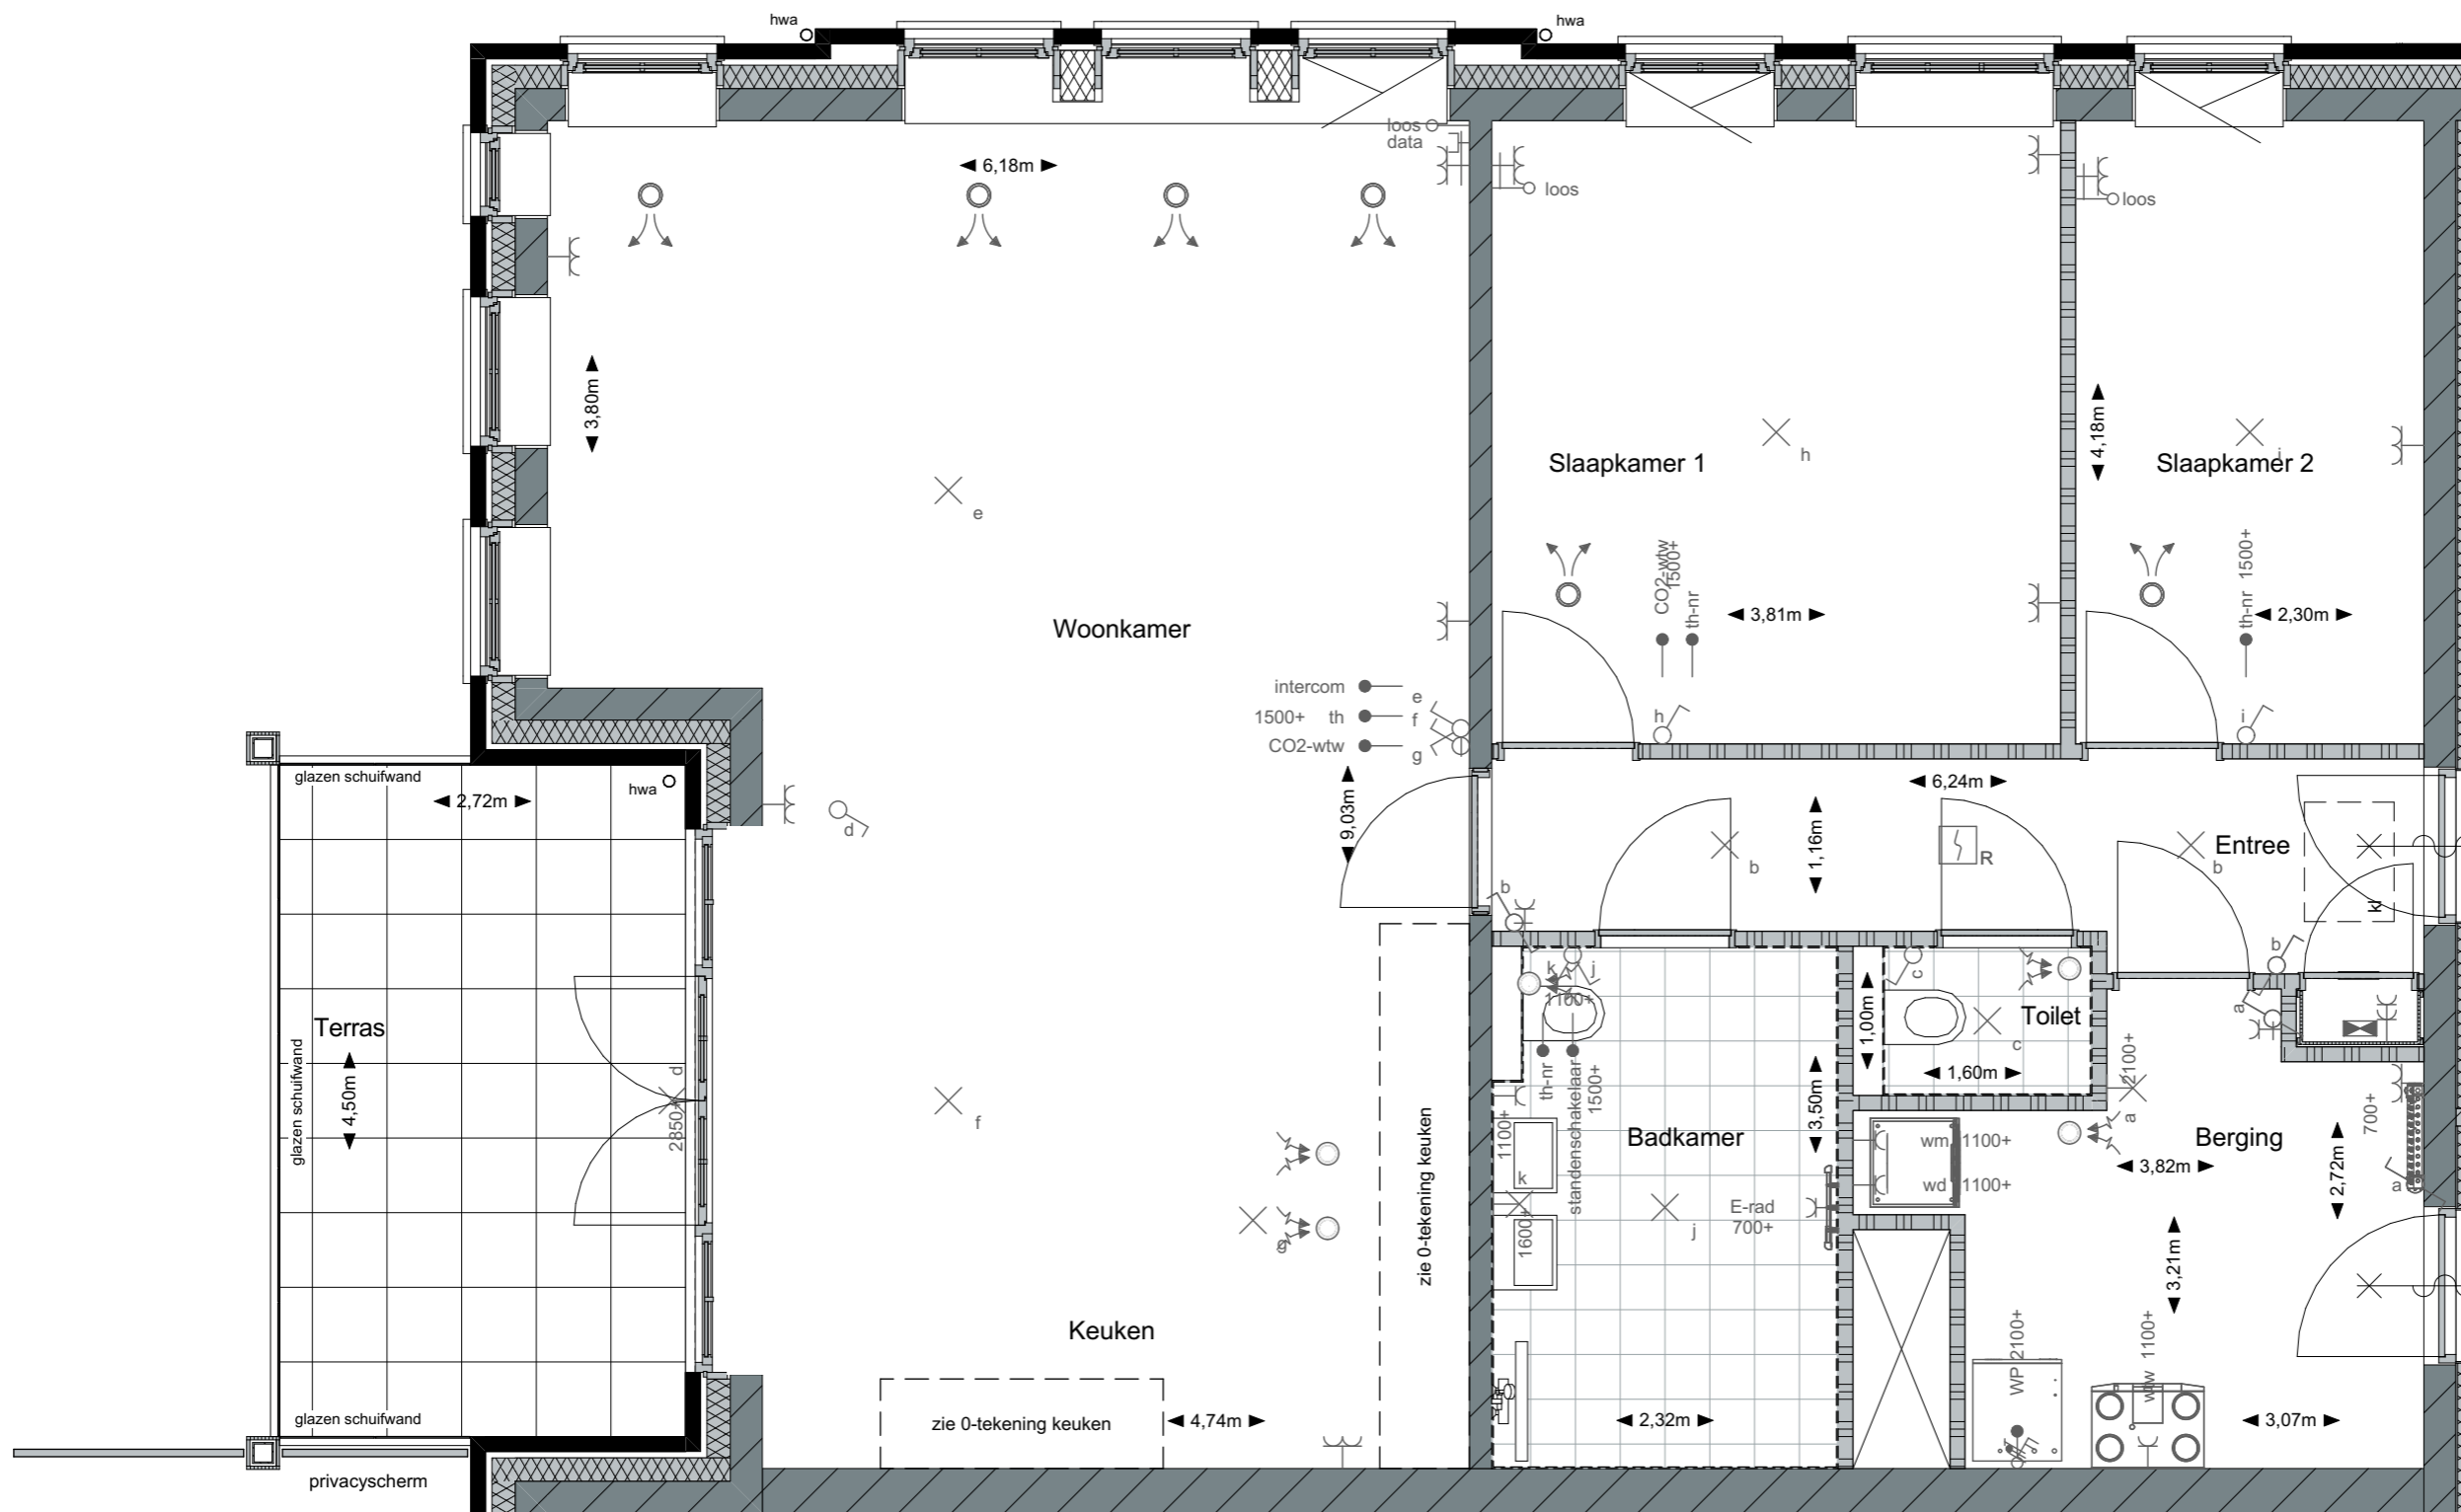 hwa
hwa
loos
data
6,18m
loos
loos
3,80m
e
h
4,18m
Slaapkamer 1
Slaapkamer 2
i
CO2-wtw
1500+
th-nr
3,81m
th-nr 1500+
2,30m
Woonkamer
intercom
1500+ th
CO2-wtw
e
f
g
h
i
glazen schuifwand
2,72m
hwa
d
9,03m
6,24m
1,16m
b
R
b
Entree
kl
b
b
k
j
1100+
c
Toilet
c
1,00m
1,60m
a
2100+
a
Terras
4,50m
glazen schuifwand
d
2850+
f
g
zie 0-tekening keuken
th-nr
standenschakelaar
1500+
1100+
k
1600+
Badkamer
3,50m
j
E-rad
700+
wm 1100+
wd 1100+
Berging
3,82m
2,72m
700+
a
3,21m
Keuken
zie 0-tekening keuken
4,74m
2,32m
WP 2100+
wtw 1100+
3,07m
glazen schuifwand
privacyscherm